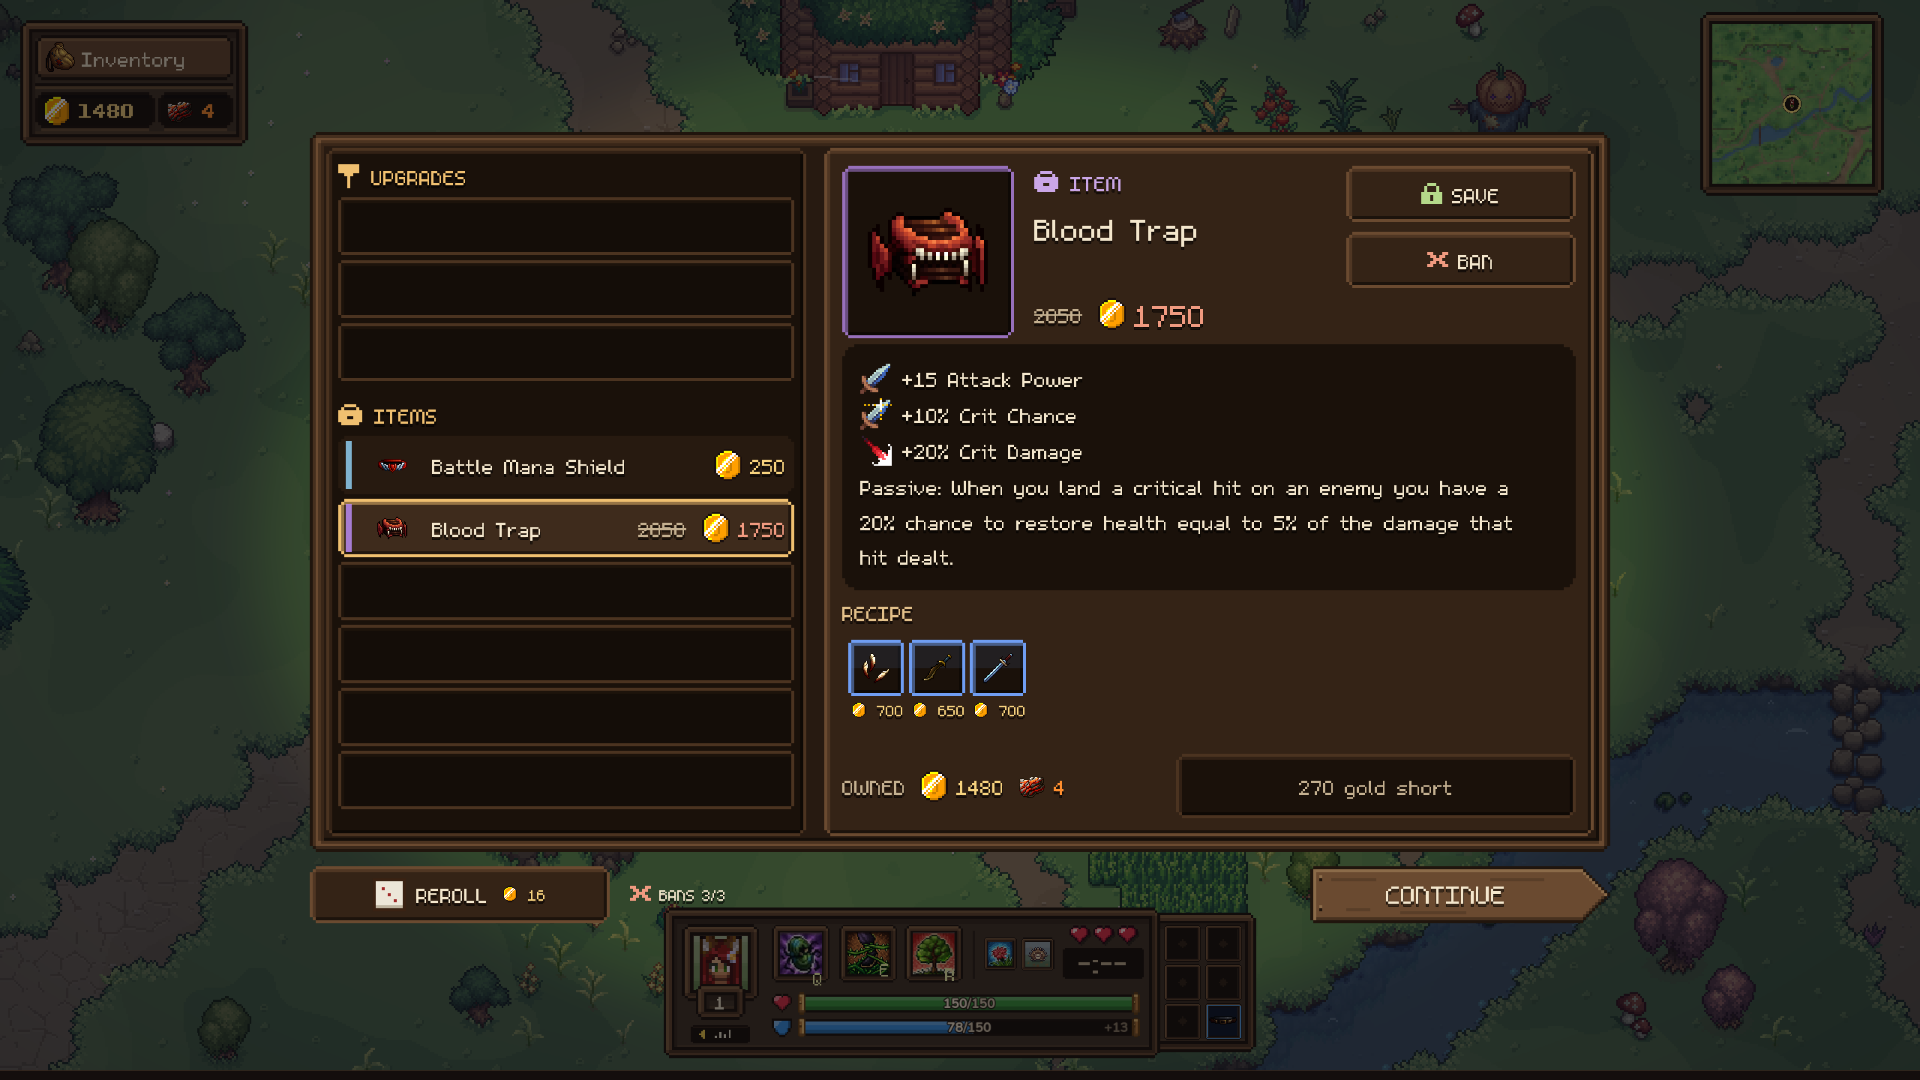 Inventory
1480 4
UPGRADES
ITEMS
Battle Mana Shield 250
Blood Trap 2050 1750
ITEM
Blood Trap
2050 1750
SAVE
BAN
+15 Attack Power
+10% Crit Chance
+20% Crit Damage
Passive: When you land a critical hit on an enemy you have a
20% chance to restore health equal to 5% of the damage that
hit dealt.
RECIPE
700 650 700
OWNED 1480 4
270 gold short
REROLL 16
BANS 3/3
CONTINUE
Q E R
-:--
1
150/150
78/150 +13